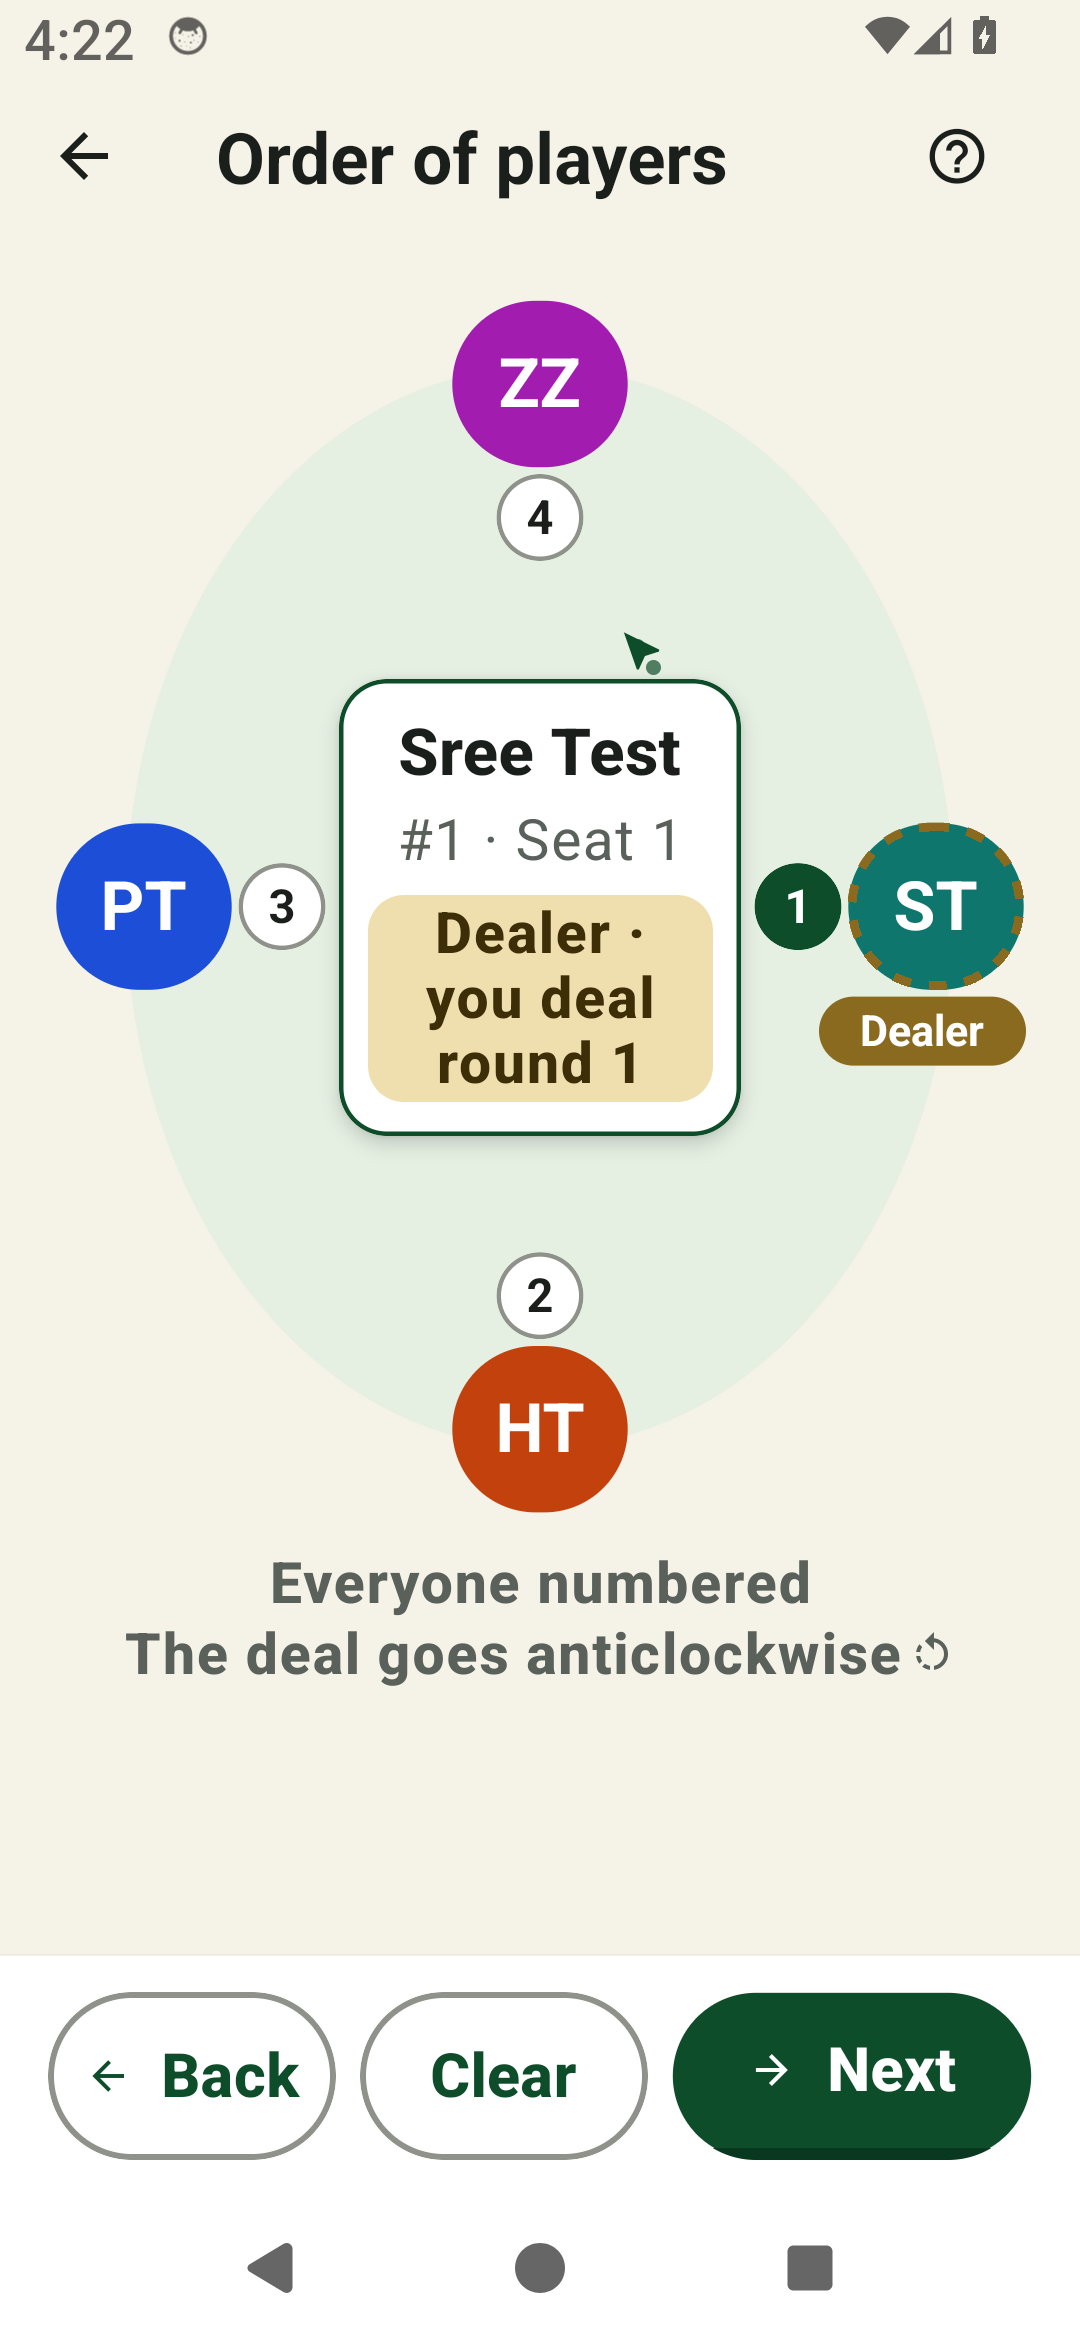 4:22
Order of players
ZZ
4
Sree Test
#1 · Seat 1
Dealer ·
you deal
round 1
PT
3
1
ST
Dealer
2
HT
Everyone numbered
The deal goes anticlockwise
Back
Clear
Next